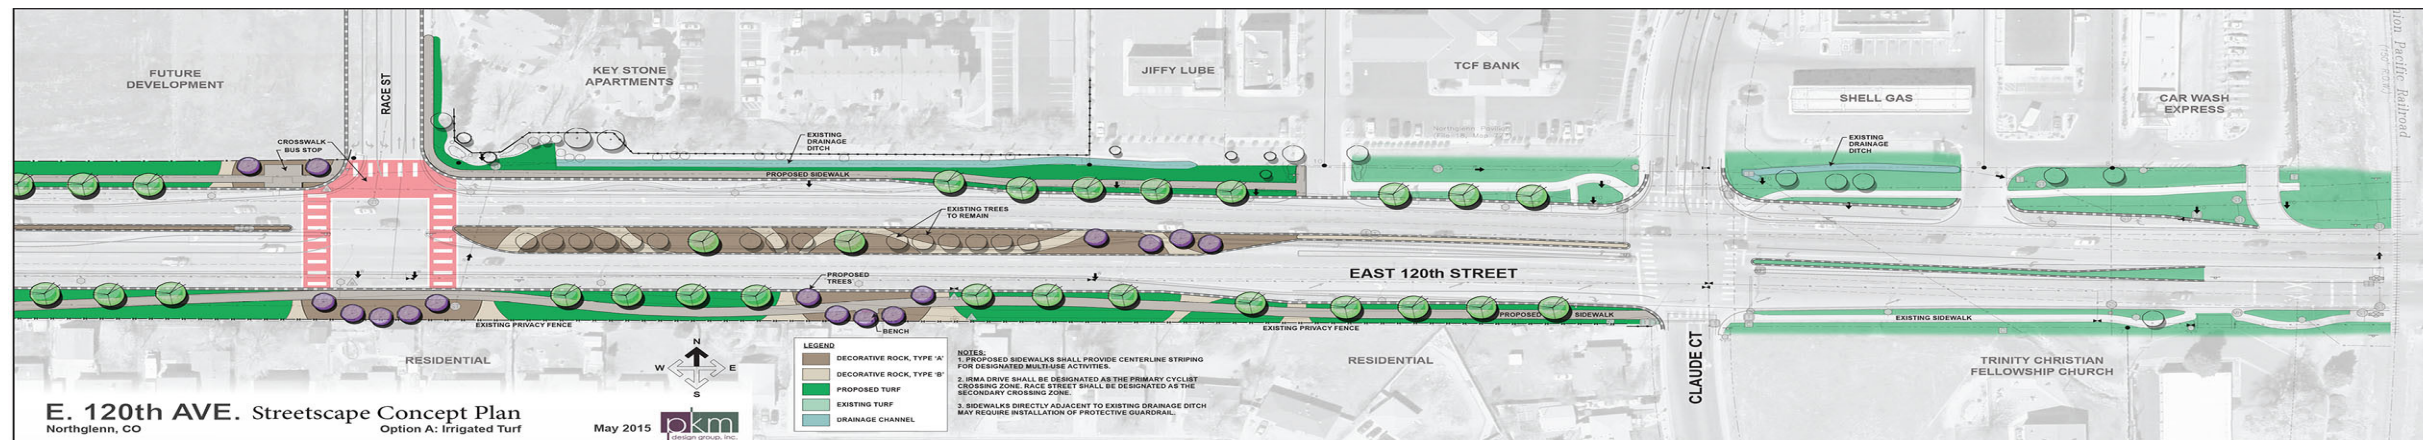 FUTURE
DEVELOPMENT
RACE ST
KEY STONE
APARTMENTS
JIFFY LUBE
TCF BANK
SHELL GAS
CAR WASH
EXPRESS
Union Pacific Railroad
CROSSWALK
BUS STOP
EXISTING
DRAINAGE
DITCH
EXISTING
DRAINAGE
DITCH
PROPOSED SIDEWALK
EXISTING TREES
TO REMAIN
EAST 120th STREET
PROPOSED
TREES
BENCH
PROPOSED SIDEWALK
EXISTING SIDEWALK
EXISTING PRIVACY FENCE
EXISTING PRIVACY FENCE
RESIDENTIAL
RESIDENTIAL
CLAUDE CT
TRINITY CHRISTIAN
FELLOWSHIP CHURCH
N
W E
S
LEGEND
DECORATIVE ROCK, TYPE 'A'
DECORATIVE ROCK, TYPE 'B'
PROPOSED TURF
EXISTING TURF
DRAINAGE CHANNEL
NOTES:
1. PROPOSED SIDEWALKS SHALL PROVIDE CENTERLINE STRIPING
FOR DESIGNATED MULTI-USE ACTIVITIES.
2. IRMA DRIVE SHALL BE DESIGNATED AS THE PRIMARY CYCLIST
CROSSING ZONE. RACE STREET SHALL BE DESIGNATED AS THE
SECONDARY CROSSING ZONE.
3. SIDEWALKS DIRECTLY ADJACENT TO EXISTING DRAINAGE DITCH
MAY REQUIRE INSTALLATION OF PROTECTIVE GUARDRAIL.
E. 120th AVE. Streetscape Concept Plan
Northglenn, CO Option A: Irrigated Turf May 2015
pkm
design group, inc.